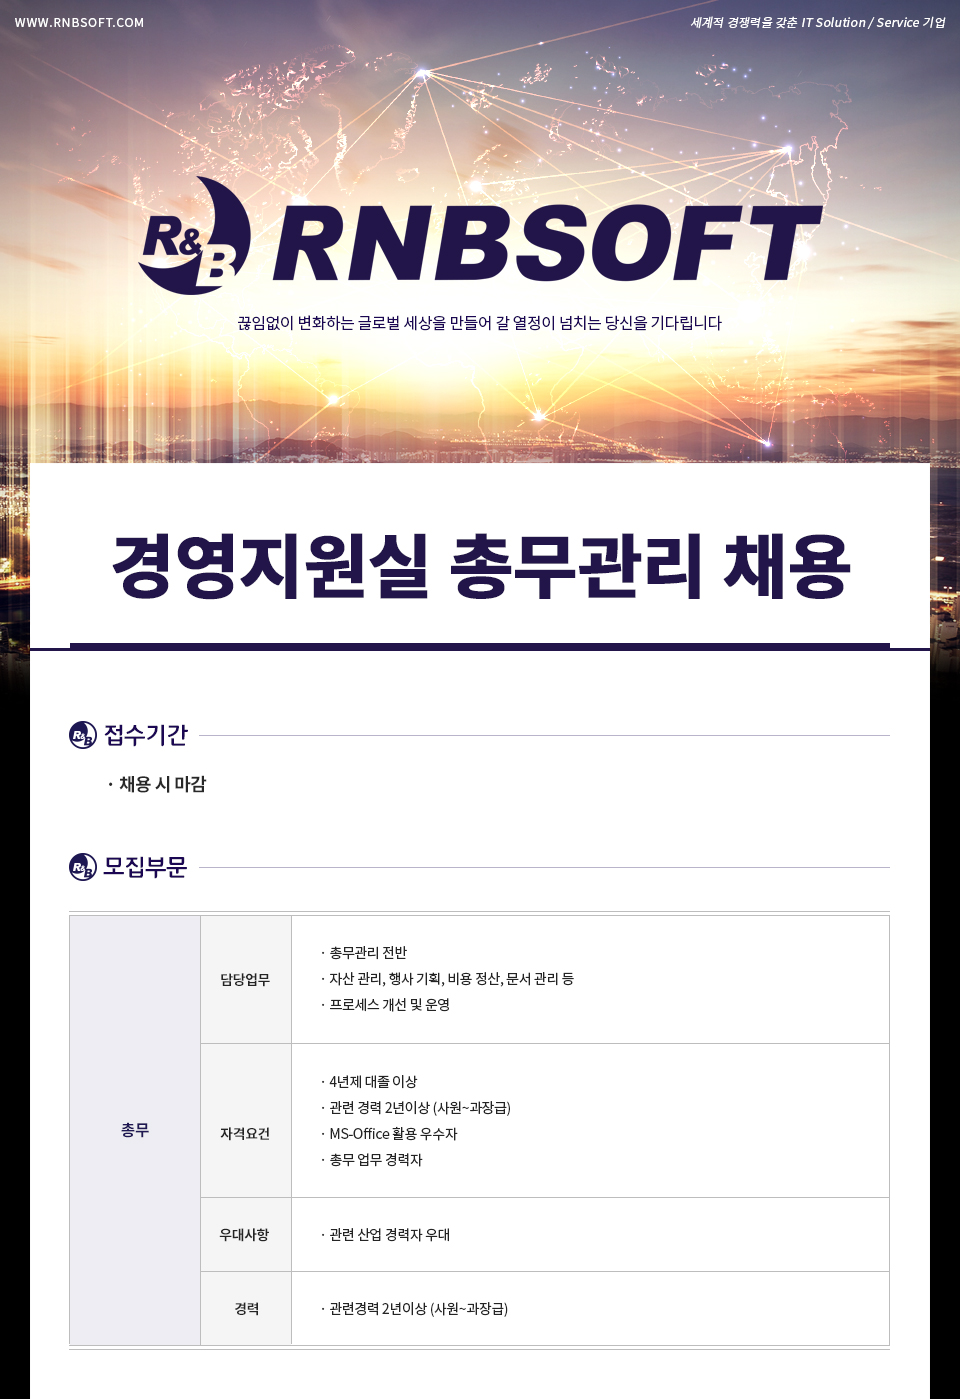 WWW.RNBSOFT.COM
세계적 경쟁력을 갖춘 IT Solution / Service 기업
R&B RNBSOFT
끊임없이 변화하는 글로벌 세상을 만들어 갈 열정이 넘치는 당신을 기다립니다
경영지원실 총무관리 채용
R&B 접수기간
· 채용 시 마감
R&B 모집부문
총무
담당업무
· 총무관리 전반
· 자산 관리, 행사 기획, 비용 정산, 문서 관리 등
· 프로세스 개선 및 운영
자격요건
· 4년제 대졸 이상
· 관련 경력 2년이상 (사원~과장급)
· MS-Office 활용 우수자
· 총무 업무 경력자
우대사항
· 관련 산업 경력자 우대
경력
· 관련경력 2년이상 (사원~과장급)